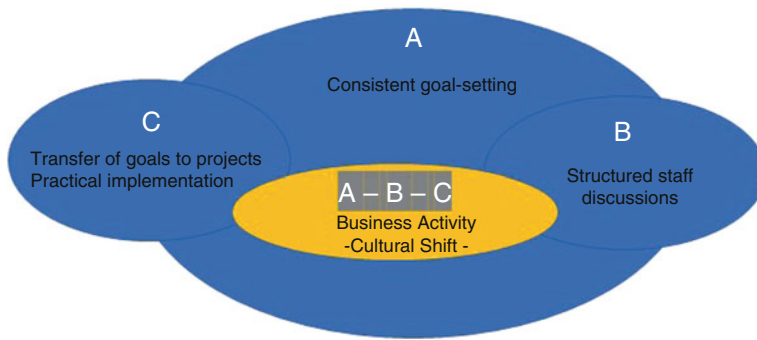 A
Consistent goal-setting
C
Transfer of goals to projects
Practical implementation
B
Structured staff
discussions
A – B – C
Business Activity
-Cultural Shift -